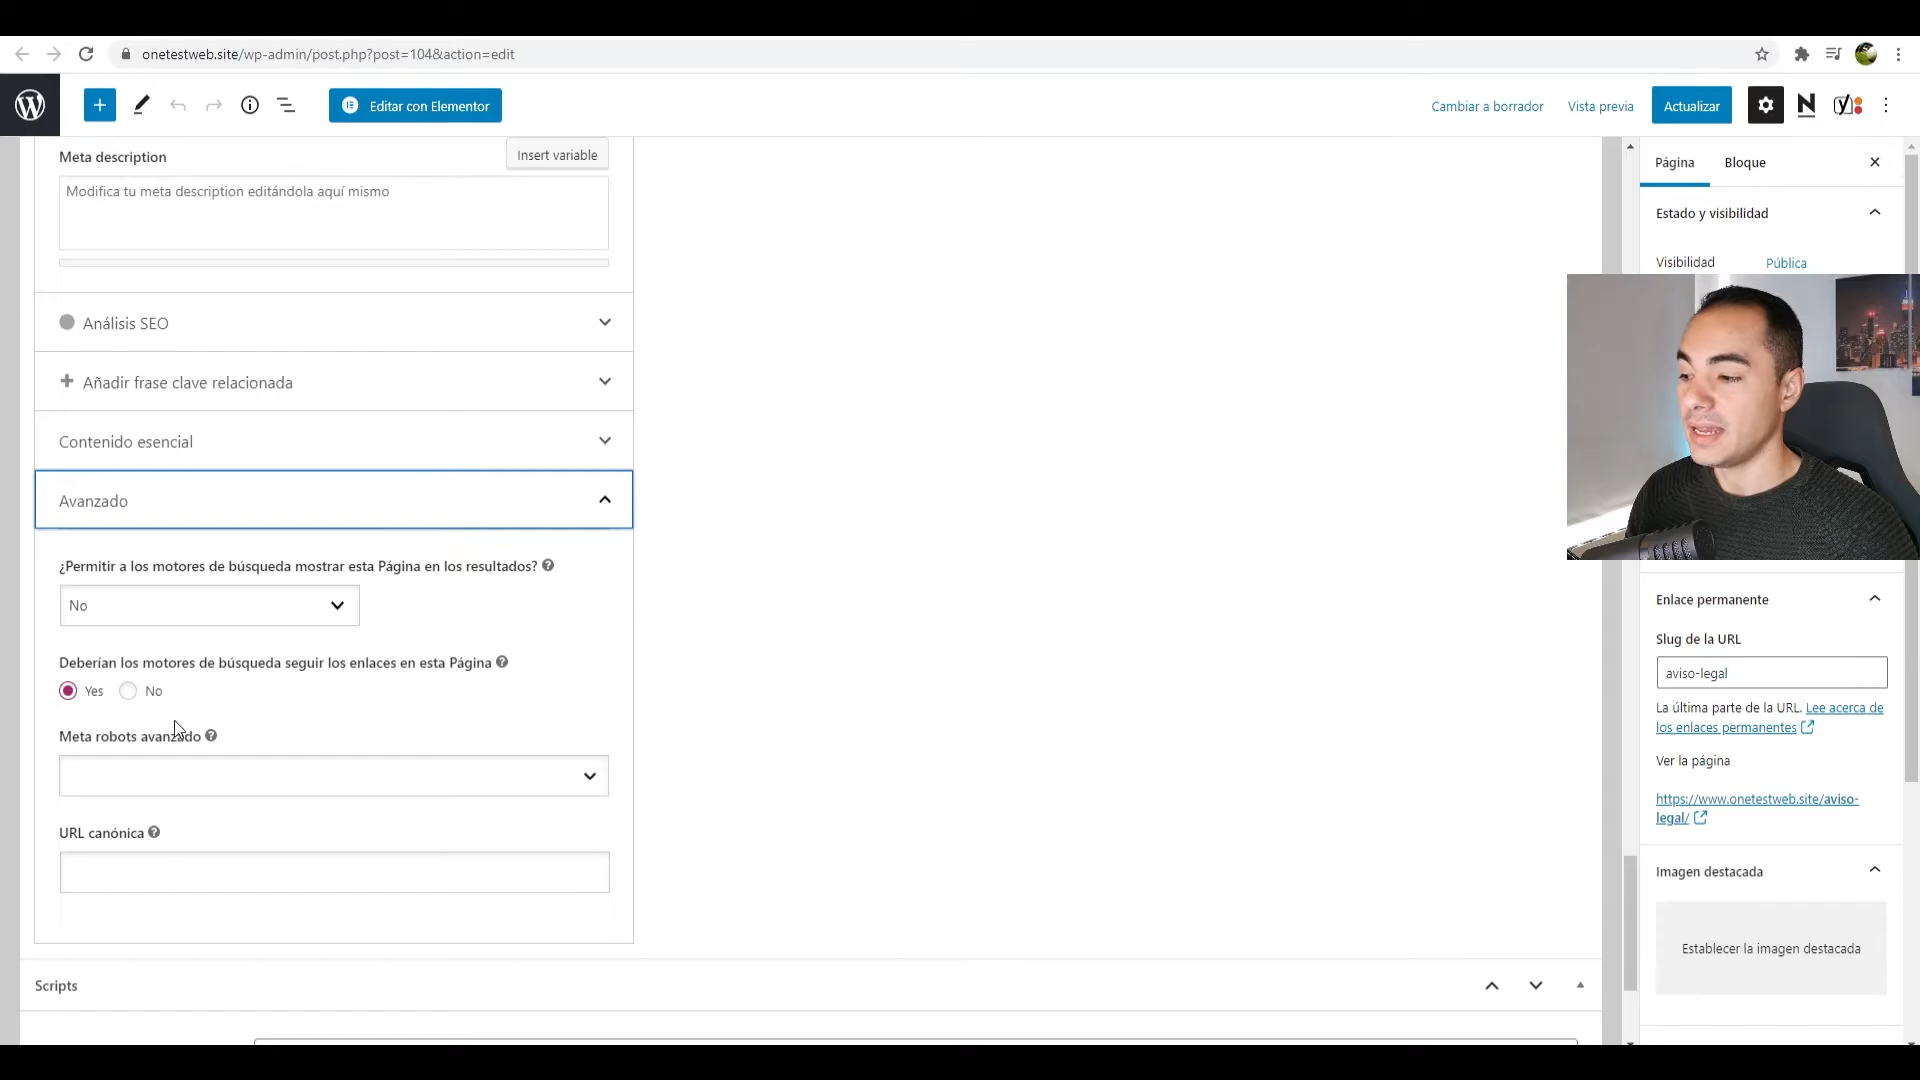 onetestweb.site/wp-admin/post.php?post=104&action=edit
Editar con Elementor
Cambiar a borrador
Vista previa
Actualizar
Meta description
Insert variable
Modifica tu meta description editándola aquí mismo
Análisis SEO
Añadir frase clave relacionada
Contenido esencial
Avanzado
¿Permitir a los motores de búsqueda mostrar esta Página en los resultados?
No
Deberían los motores de búsqueda seguir los enlaces en esta Página
Yes
No
Meta robots avanzado
URL canónica
Scripts
Página
Bloque
Estado y visibilidad
Visibilidad
Pública
Enlace permanente
Slug de la URL
aviso-legal
La última parte de la URL. Lee acerca de
los enlaces permanentes
Ver la página
https://www.onetestweb.site/aviso-
legal/
Imagen destacada
Establecer la imagen destacada